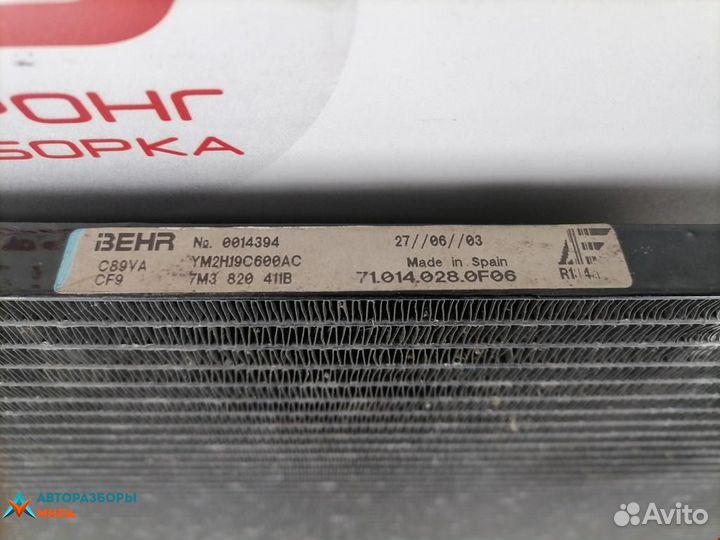 РОНГ
БОРКА
BEHR № 0014394 27//06//03
C89VA YM2H19C600AC Made in Spain
CF9 7M3 820 411B 71.014.028.0F06 R134a
АВТОРАЗБОРЫ
МИРА
Avito